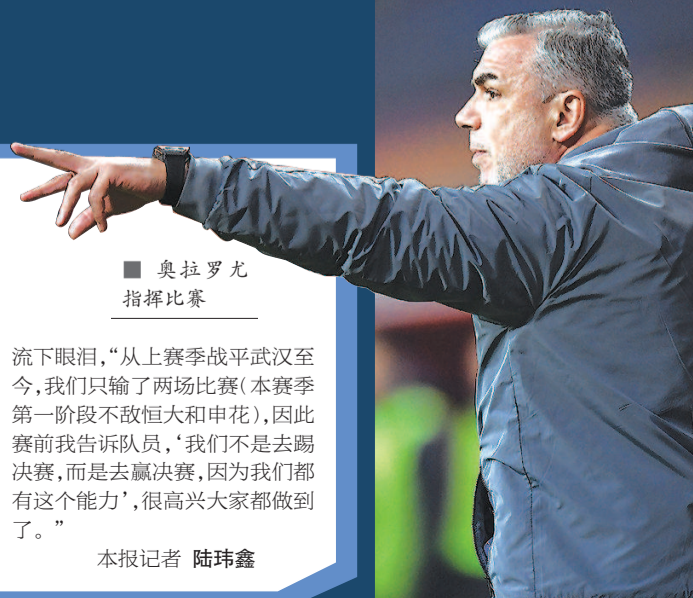 ■ 奥拉罗尤
指挥比赛
流下眼泪，“从上赛季战平武汉至
今，我们只输了两场比赛（本赛季
第一阶段不敌恒大和申花），因此
赛前我告诉队员，‘我们不是去踢
决赛，而是去赢决赛，因为我们都
有这个能力’，很高兴大家都做到
了。”
本报记者 陆玮鑫